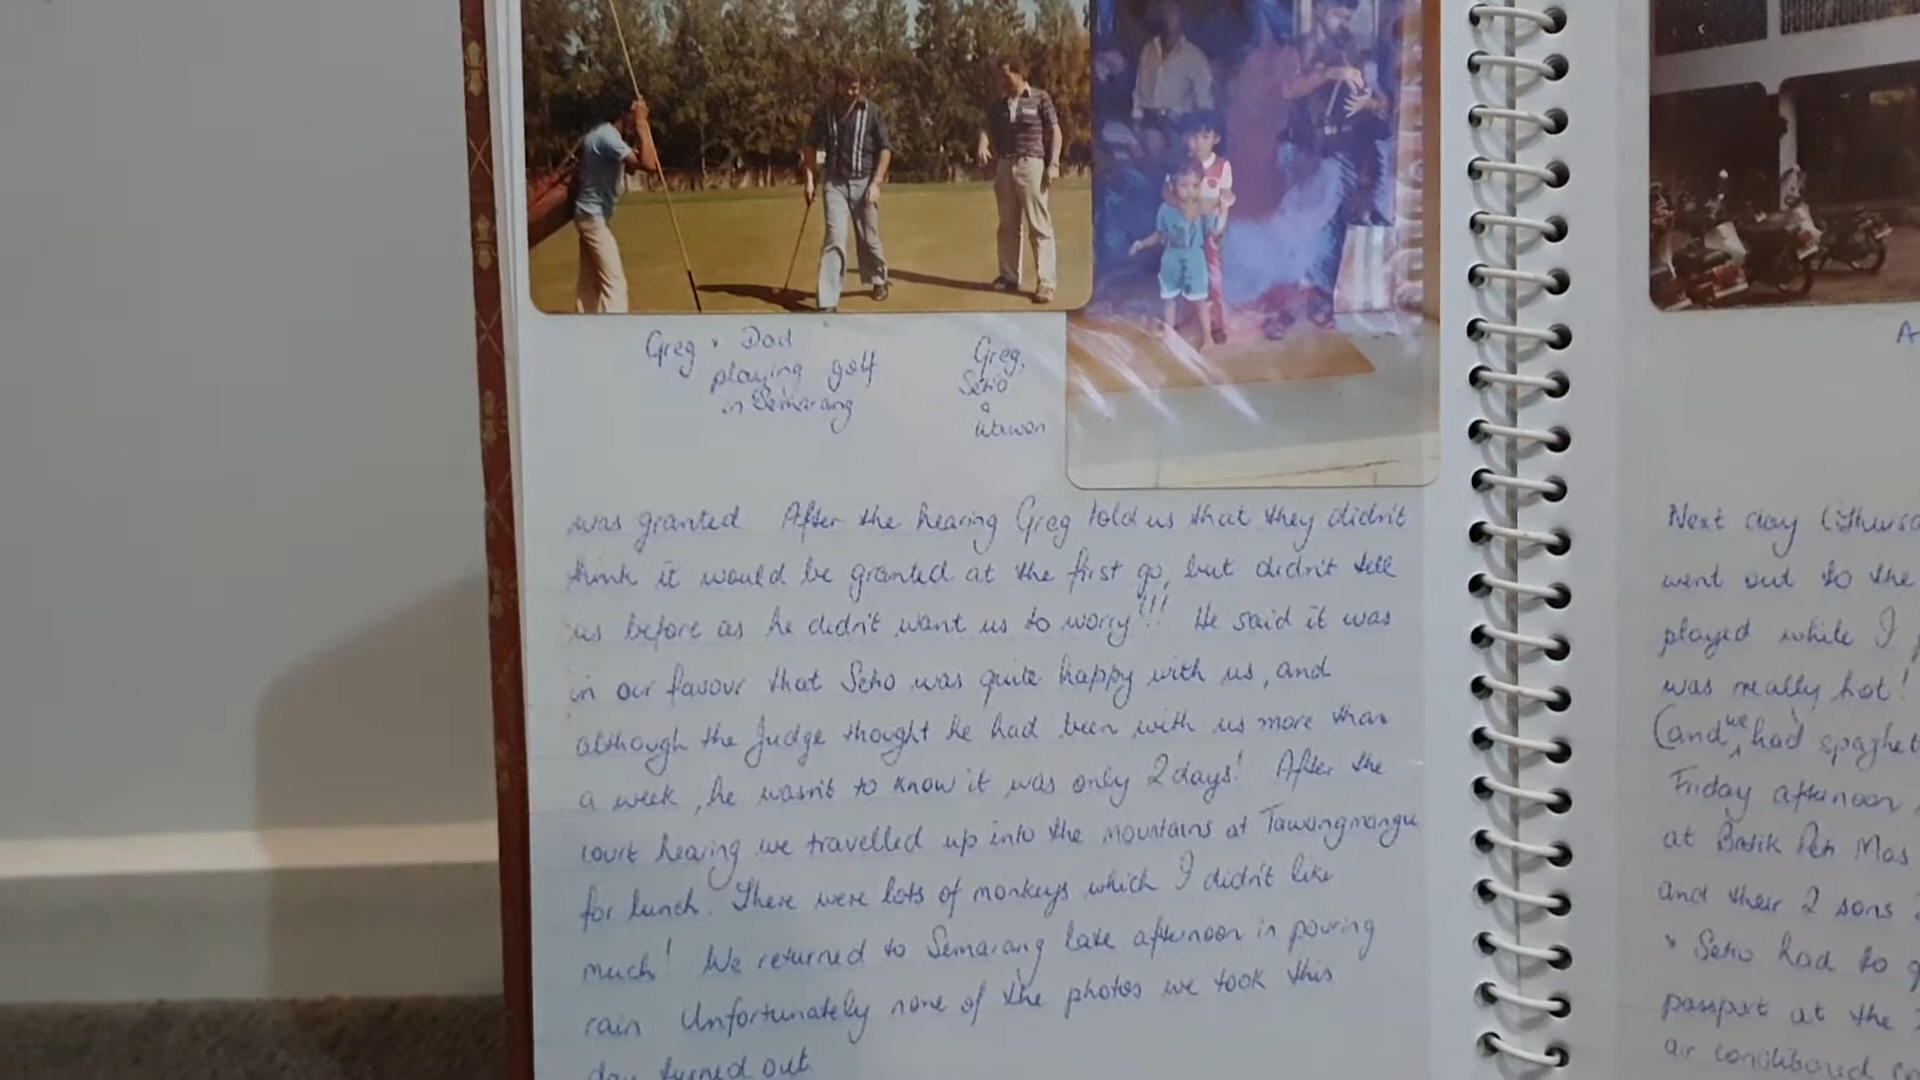 Greg & Dad
playing golf
in Semarang
Greg,
Setio
&
was granted After the hearing Greg told us that they didn't
think it would be granted at the first go, but didn't tell
us before as he didn't want us to worry!!! He said it was
in our favour that Setio was quite happy with us, and
although the Judge thought he had been with us more than
a week, he wasn't to know it was only 2 days! After the
court hearing we travelled up into the mountains at Tawangmangu
for lunch. There were lots of monkeys which I didn't like
much! We returned to Semarang late afternoon in pouring
rain Unfortunately none of the photos we took this
day turned out
A
Next day
went out to the
played while I
was really hot!
(and we had
Friday afternoon,
at Batik Mas
and their 2 sons
& Setio had to
passport at the
air conditioned